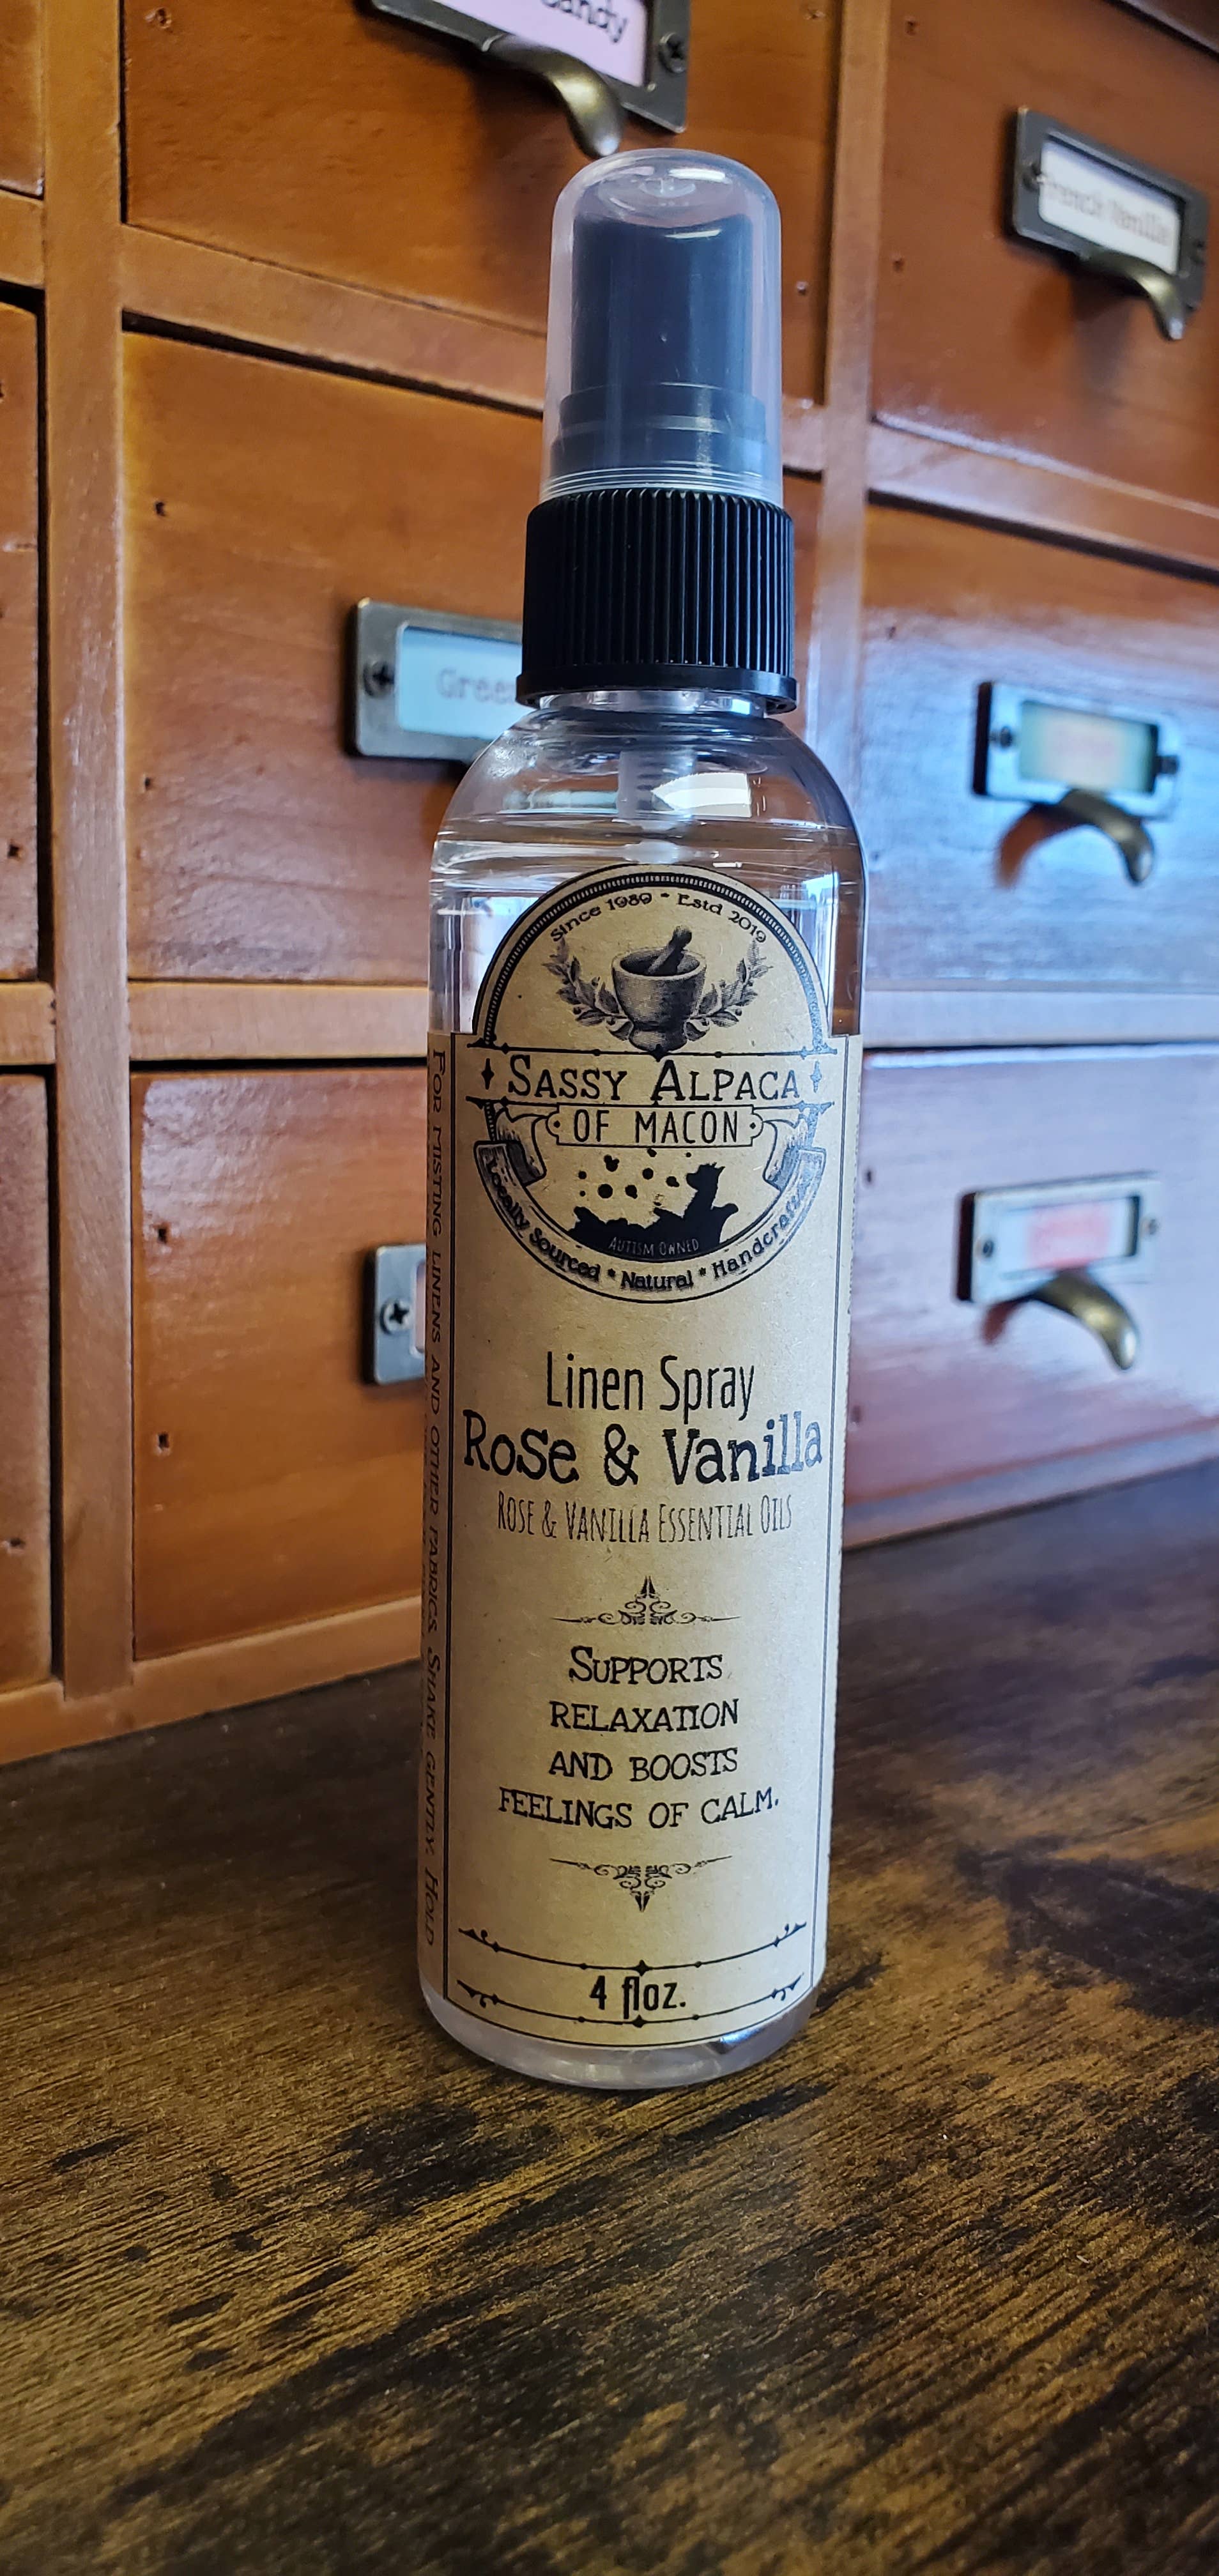 Candy
French Vanilla
Gree
Since 1989 * Estd 2019
SASSY ALPACA
OF MACON
AUTISM OWNED
Locally Sourced * Natural * Handcrafted
Linen Spray
Rose & Vanilla
ROSE & VANILLA ESSENTIAL OILS
SUPPORTS
RELAXATION
AND BOOSTS
FEELINGS OF CALM.
4 floz.
FOR MISTING LINENS AND OTHER FABRICS. SHAKE GENTLY. HOLD